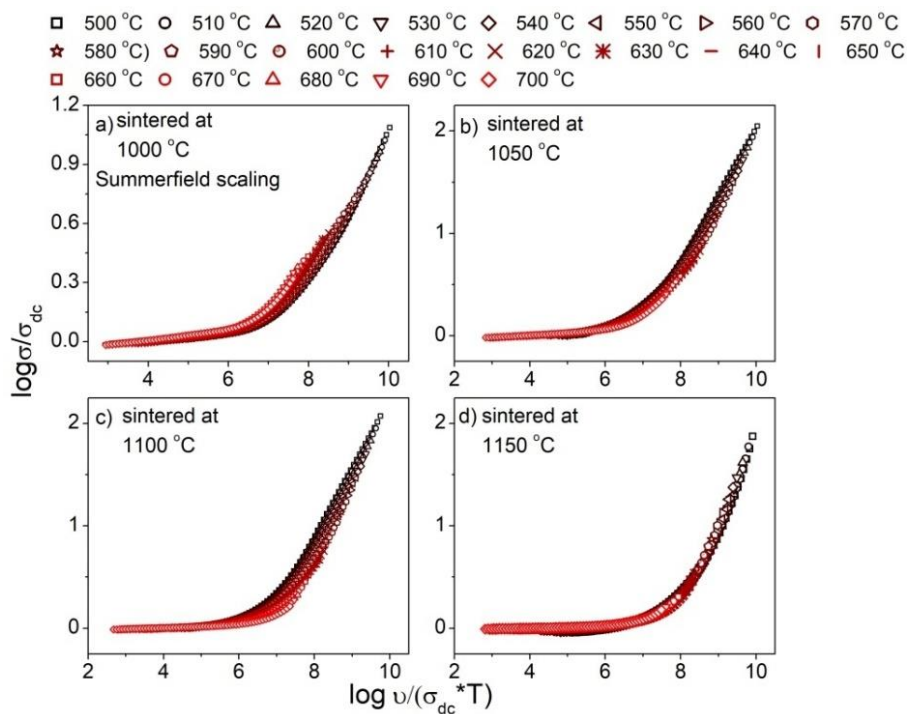 500 °C 510 °C 520 °C 530 °C 540 °C 550 °C 560 °C 570 °C
580 °C) 590 °C 600 °C 610 °C 620 °C 630 °C 640 °C 650 °C
660 °C 670 °C 680 °C 690 °C 700 °C
logσ/σdc
1.2
0.9
0.6
0.3
0.0
a) sintered at
1000 °C
Summerfield scaling
4 6 8 10
2
1
0
b) sintered at
1050 °C
2 4 6 8 10
2
1
0
c) sintered at
1100 °C
2 4 6 8 10
2
1
0
d) sintered at
1150 °C
2 4 6 8 10
log υ/(σdc*T)